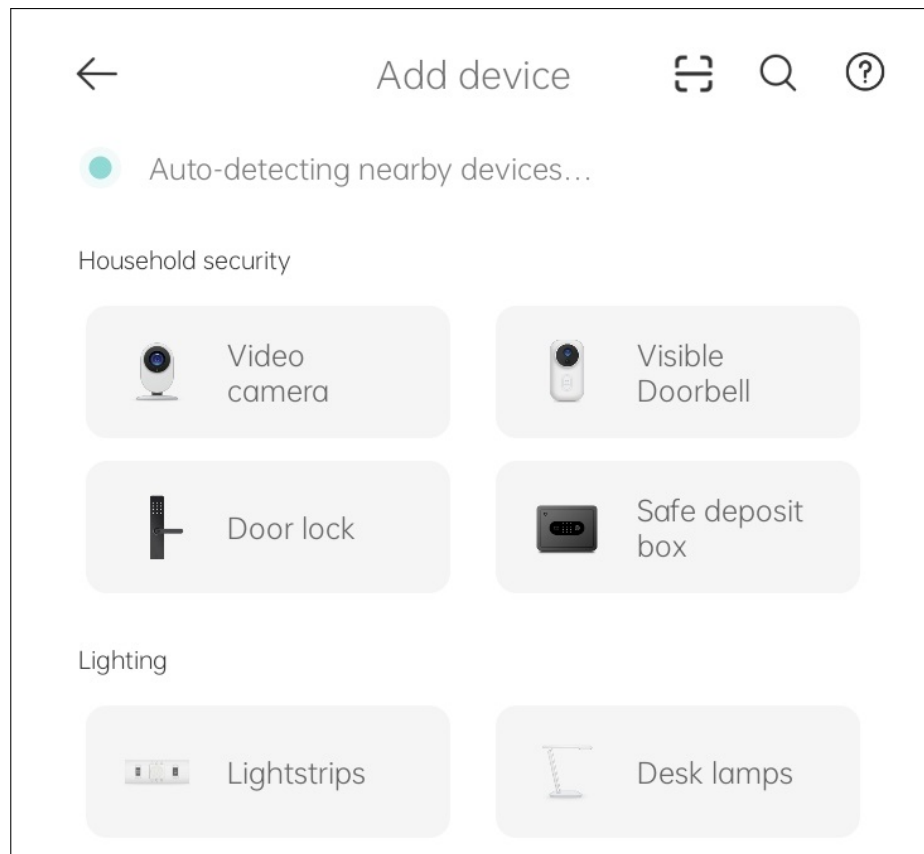 Add device
Auto-detecting nearby devices...
Household security
Video
camera
Visible
Doorbell
Door lock
Safe deposit
box
Lighting
Lightstrips
Desk lamps